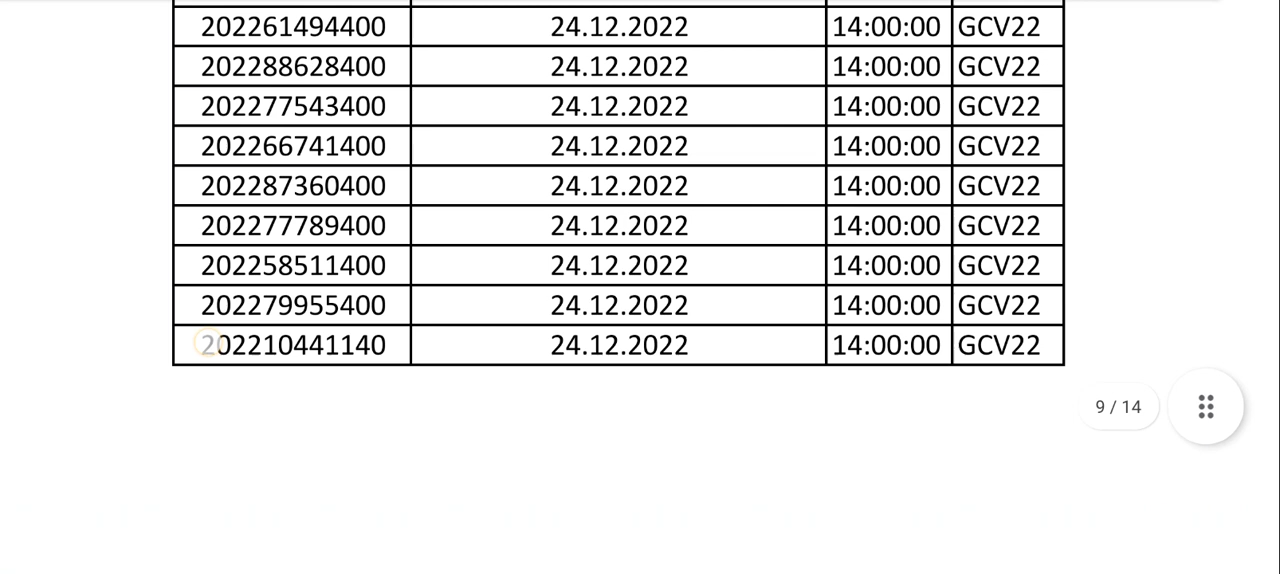 202261494400 24.12.2022 14:00:00 GCV22
202288628400 24.12.2022 14:00:00 GCV22
202277543400 24.12.2022 14:00:00 GCV22
202266741400 24.12.2022 14:00:00 GCV22
202287360400 24.12.2022 14:00:00 GCV22
202277789400 24.12.2022 14:00:00 GCV22
202258511400 24.12.2022 14:00:00 GCV22
202279955400 24.12.2022 14:00:00 GCV22
202210441140 24.12.2022 14:00:00 GCV22
9 / 14